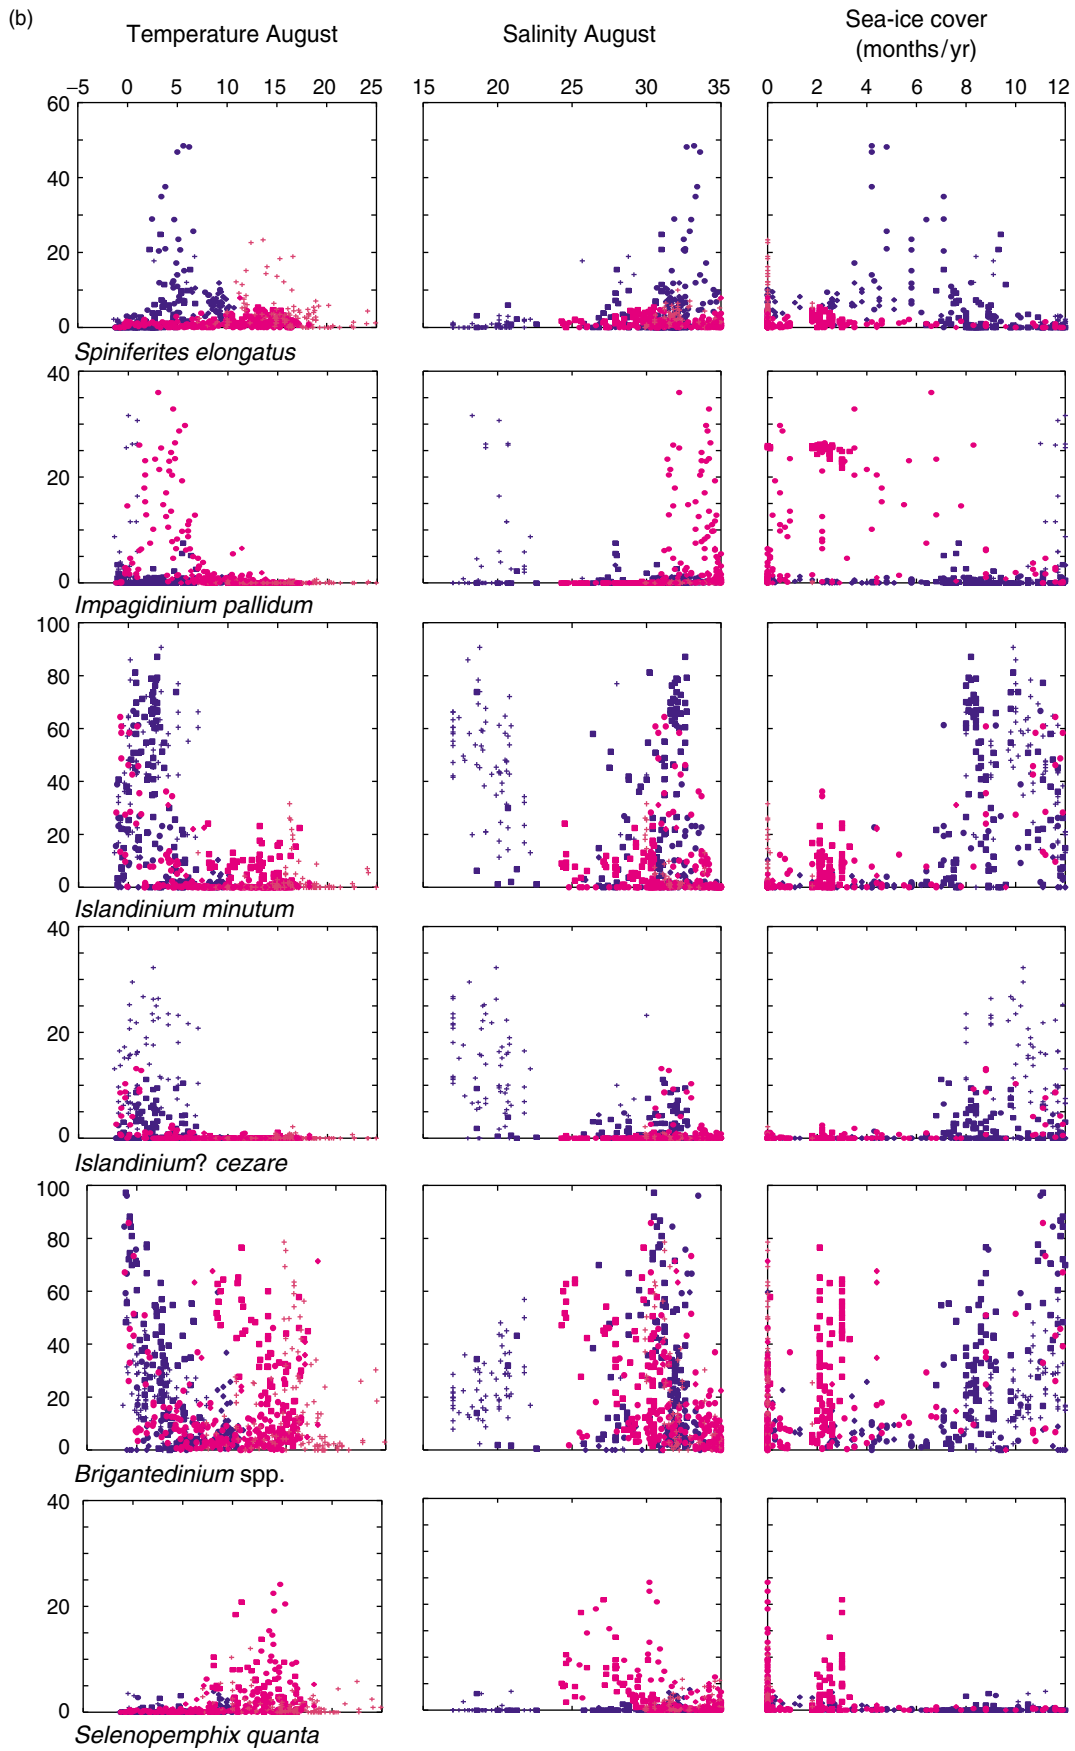 (b)
Temperature August
Salinity August
Sea-ice cover
(months/yr)
–5 0 5 10 15 20 25
15 20 25 30 35
0 2 4 6 8 10 12
60
40
20
0
Spiniferites elongatus
40
20
0
Impagidinium pallidum
100
80
60
40
20
0
Islandinium minutum
40
20
0
Islandinium? cezare
100
80
60
40
20
0
Brigantedinium spp.
40
20
0
Selenopemphix quanta